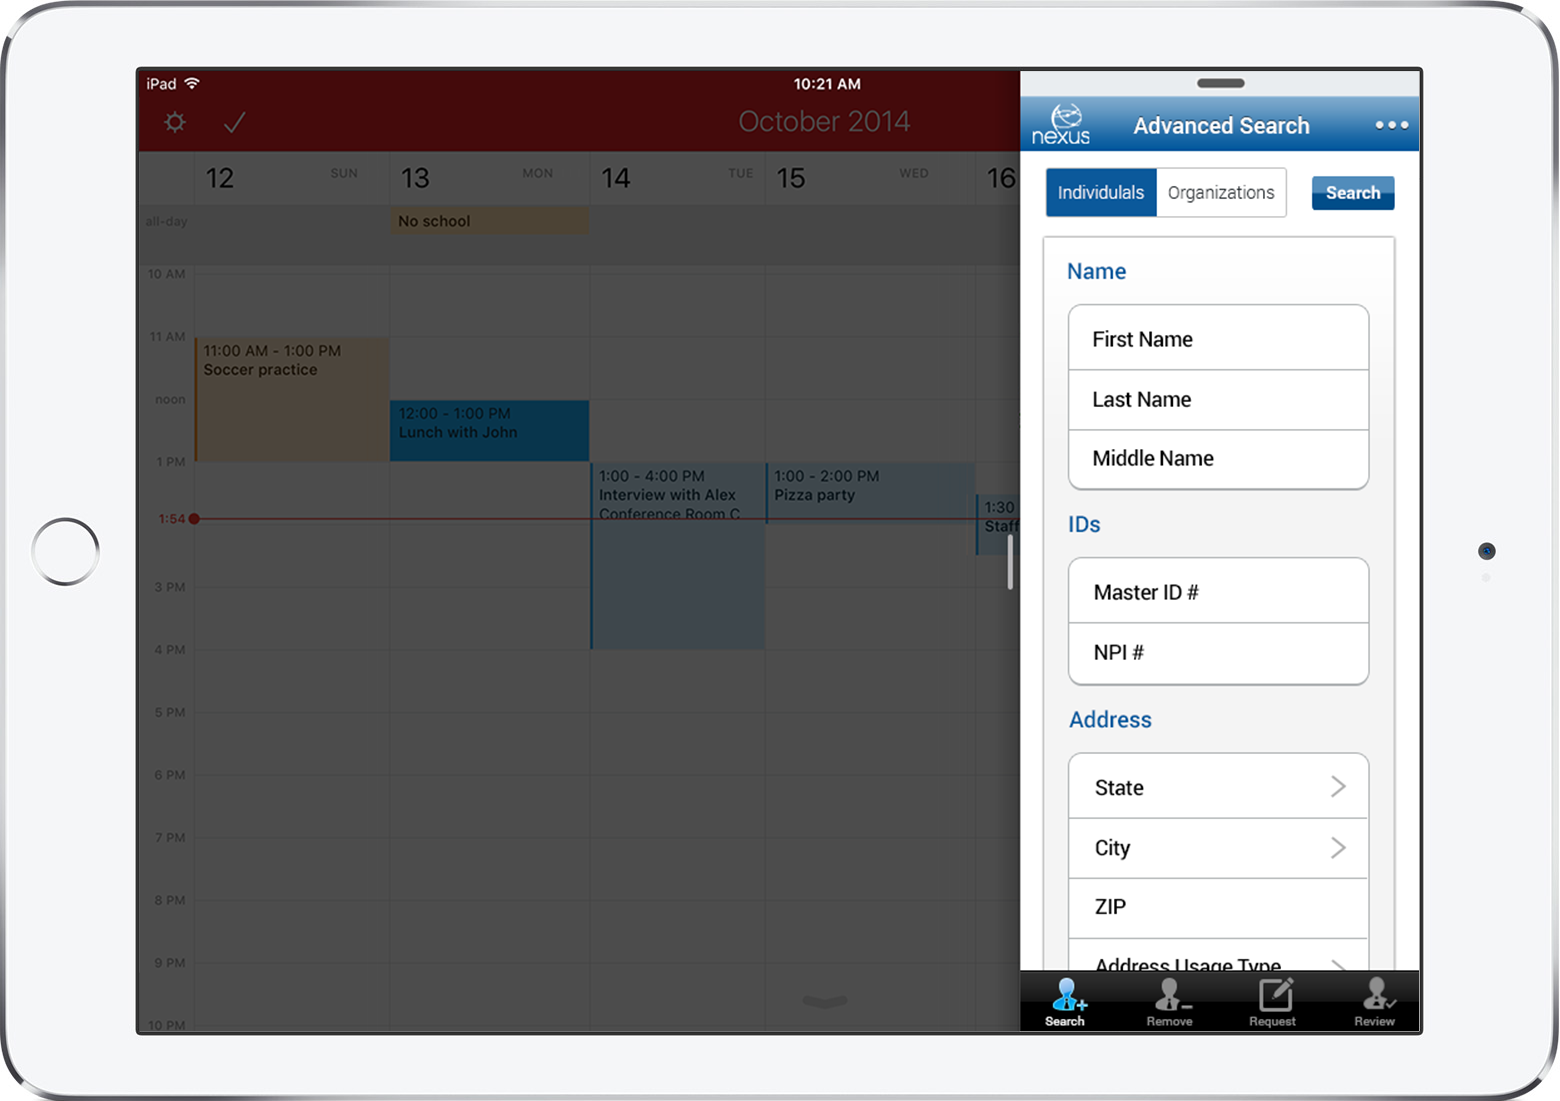 iPad
10:21 AM
October 2014
12 SUN
13 MON
14 TUE
15 WED
16
all-day
No school
10 AM
11 AM
11:00 AM - 1:00 PM
Soccer practice
noon
12:00 - 1:00 PM
Lunch with John
1 PM
1:00 - 4:00 PM
Interview with Alex
Conference Room C
1:00 - 2:00 PM
Pizza party
1:30
Staff
1:54
3 PM
4 PM
5 PM
6 PM
7 PM
8 PM
9 PM
10 PM
nexus
Advanced Search
Individulals
Organizations
Search
Name
First Name
Last Name
Middle Name
IDs
Master ID #
NPI #
Address
State
City
ZIP
Address Usage Type
Search
Remove
Request
Review